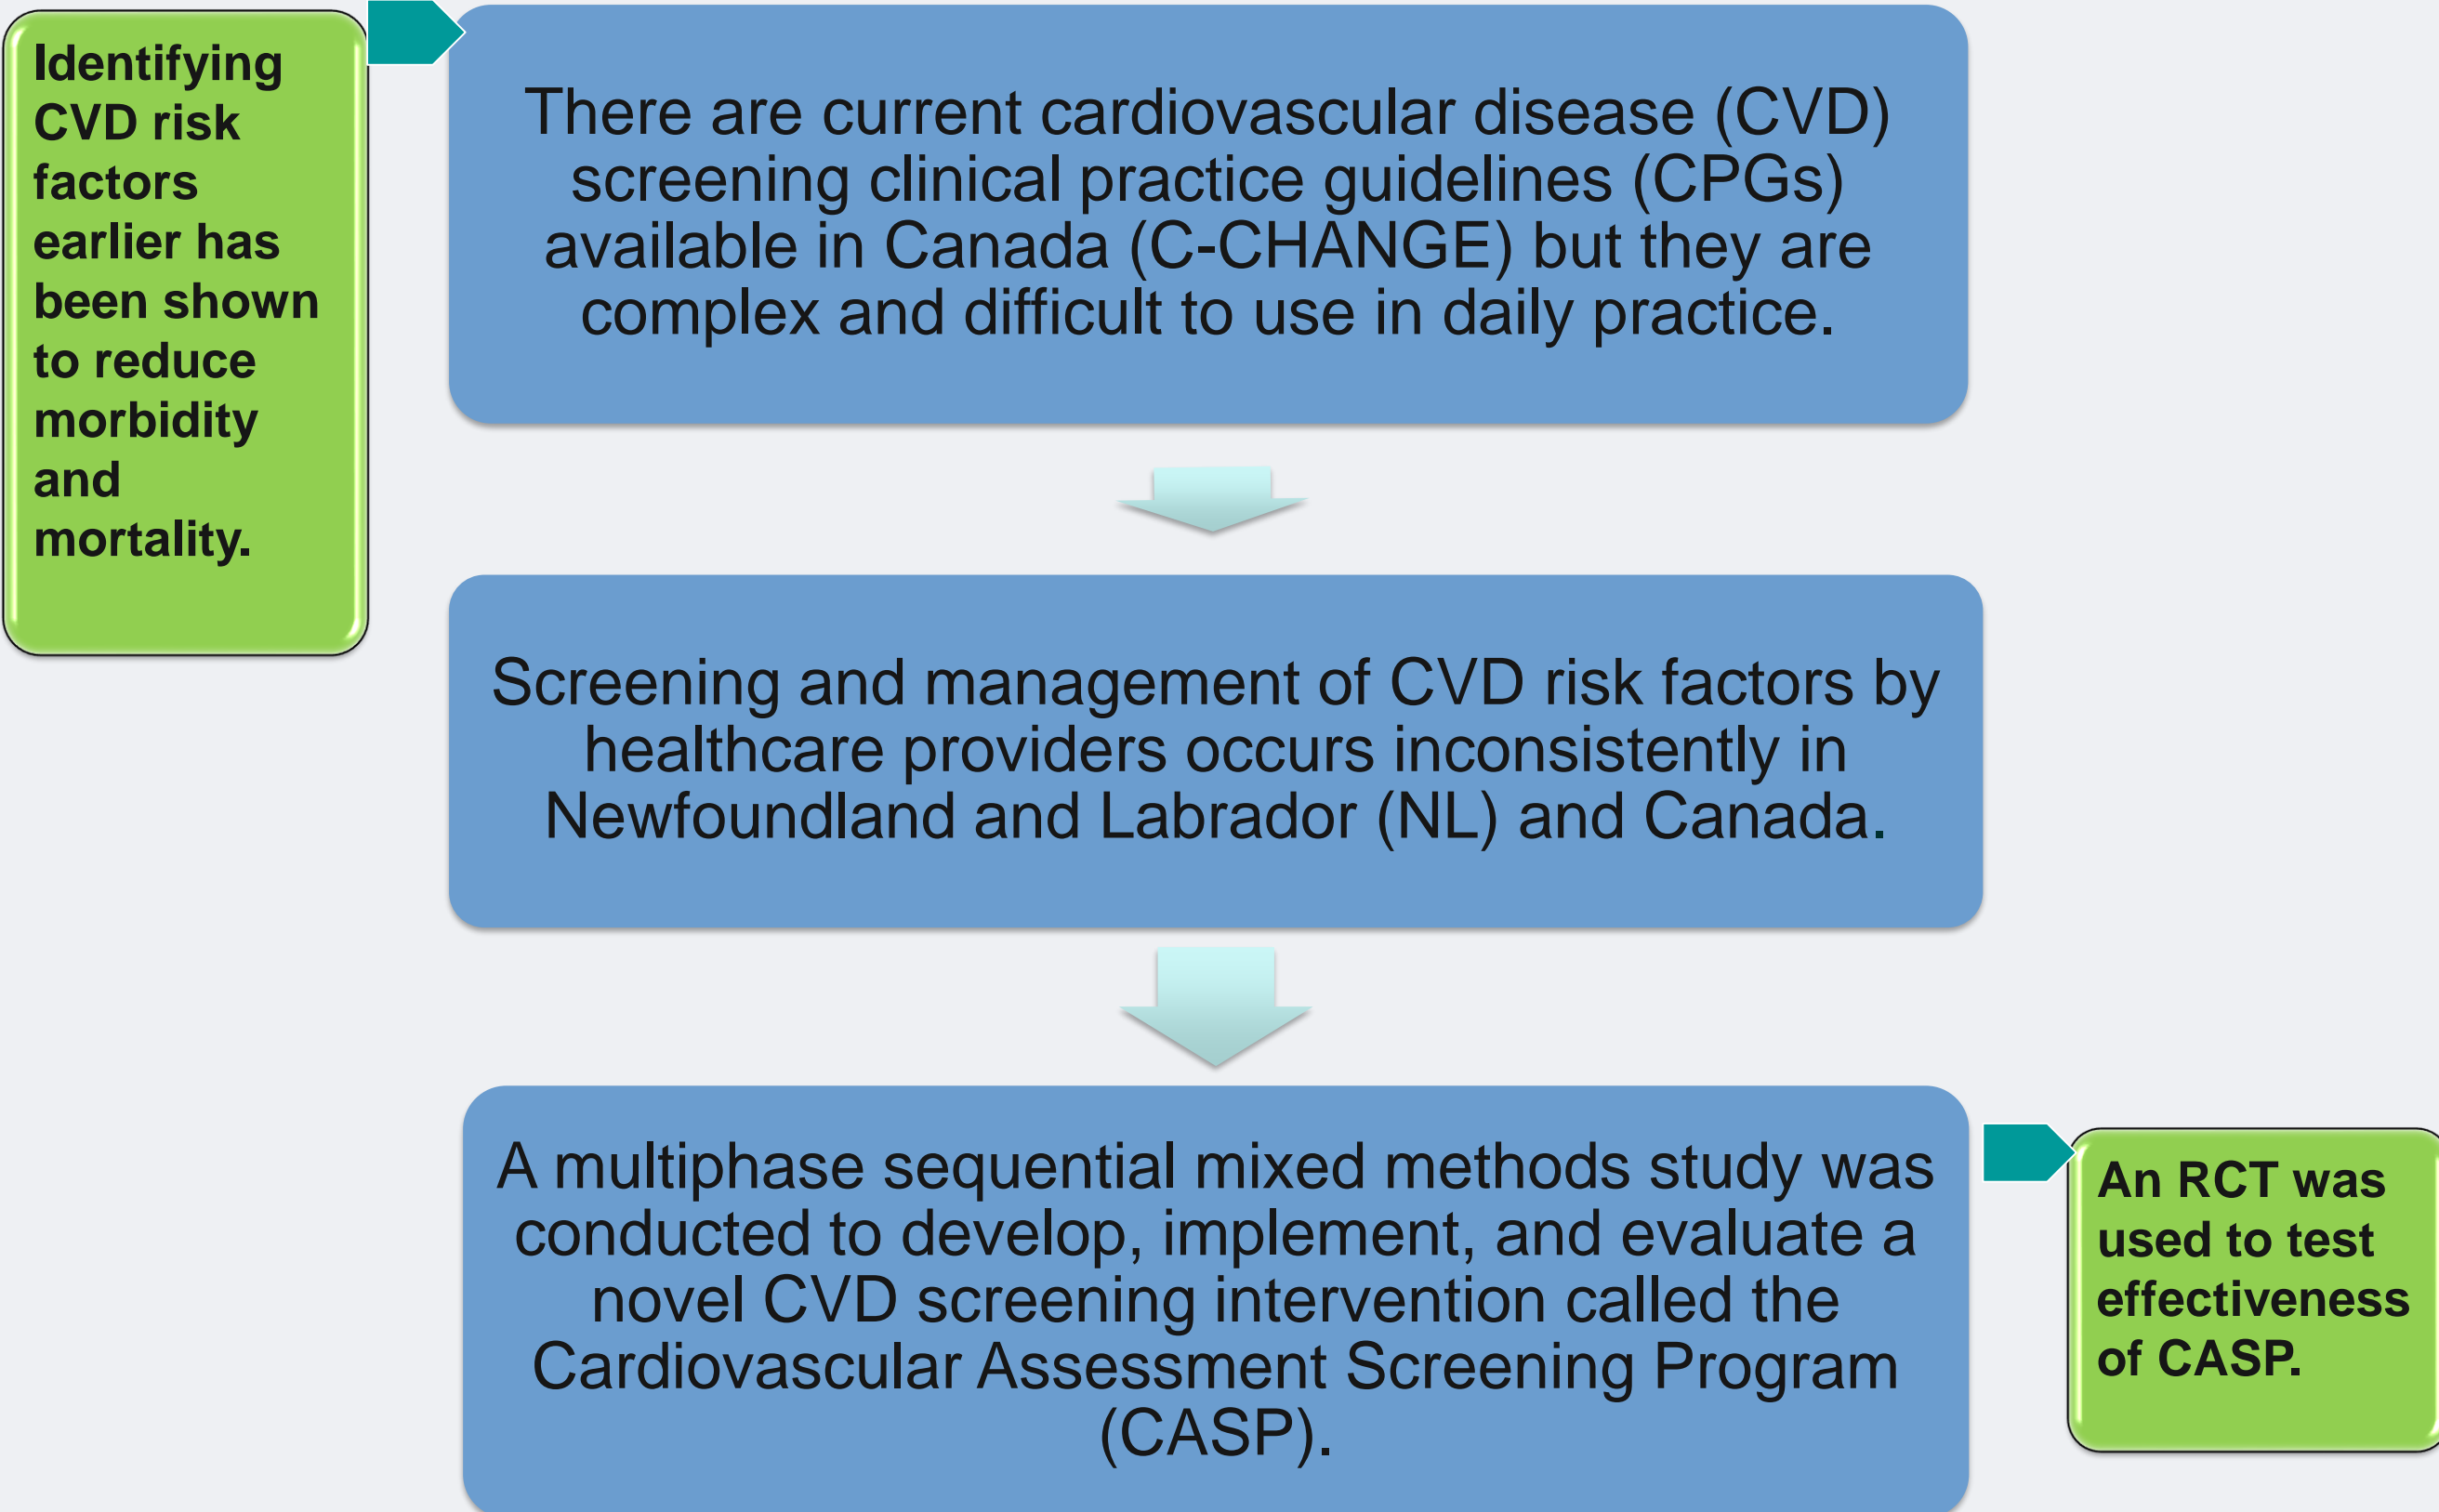 Identifying
CVD risk
factors
earlier has
been shown
to reduce
morbidity
and
mortality.
There are current cardiovascular disease (CVD)
screening clinical practice guidelines (CPGs)
available in Canada (C-CHANGE) but they are
complex and difficult to use in daily practice.
Screening and management of CVD risk factors by
healthcare providers occurs inconsistently in
Newfoundland and Labrador (NL) and Canada.
A multiphase sequential mixed methods study was
conducted to develop, implement, and evaluate a
novel CVD screening intervention called the
Cardiovascular Assessment Screening Program
(CASP).
An RCT was
used to test
effectiveness
of CASP.